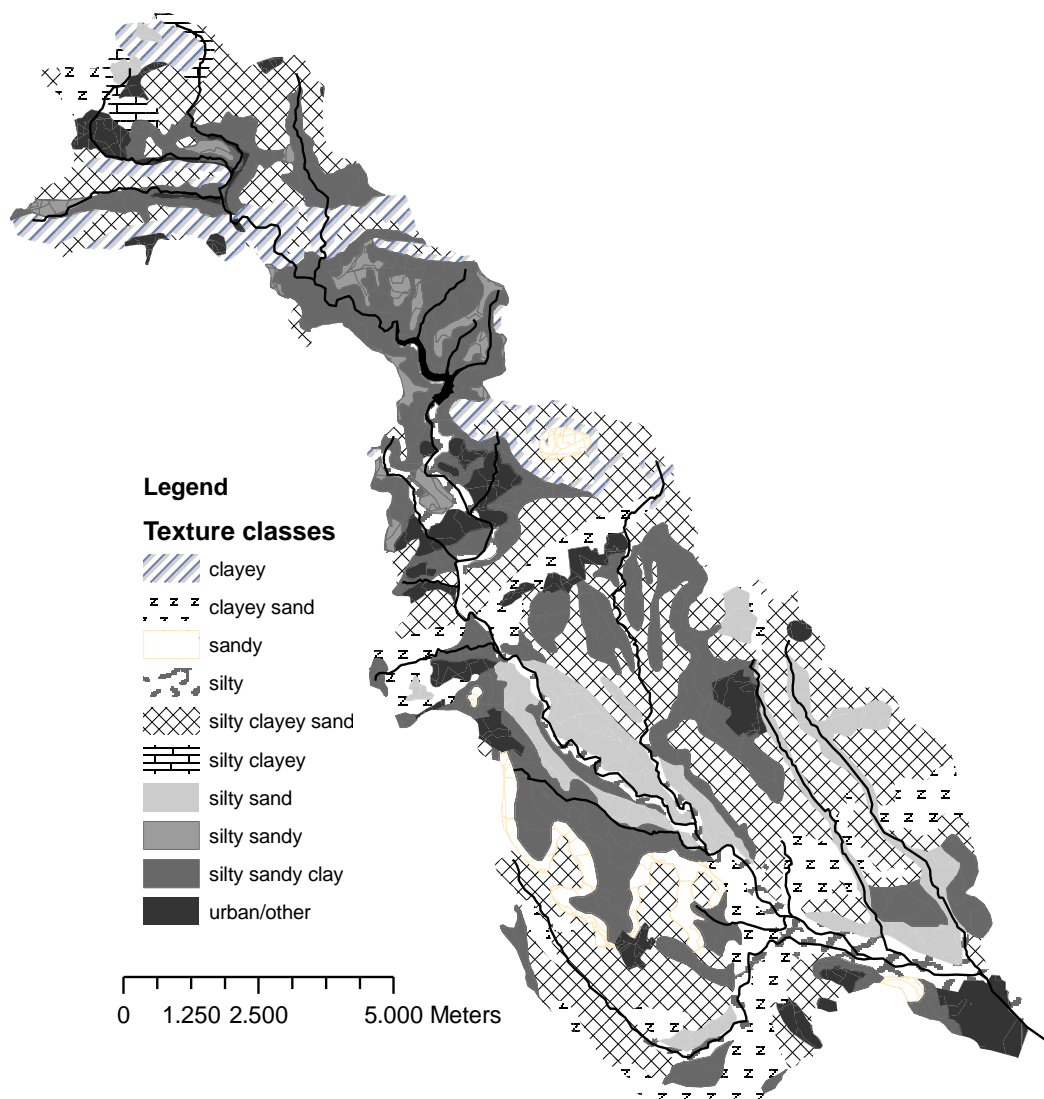 Legend
Texture classes
clayey
clayey sand
sandy
silty
silty clayey sand
silty clayey
silty sand
silty sandy
silty sandy clay
urban/other
0 1.250 2.500 5.000 Meters